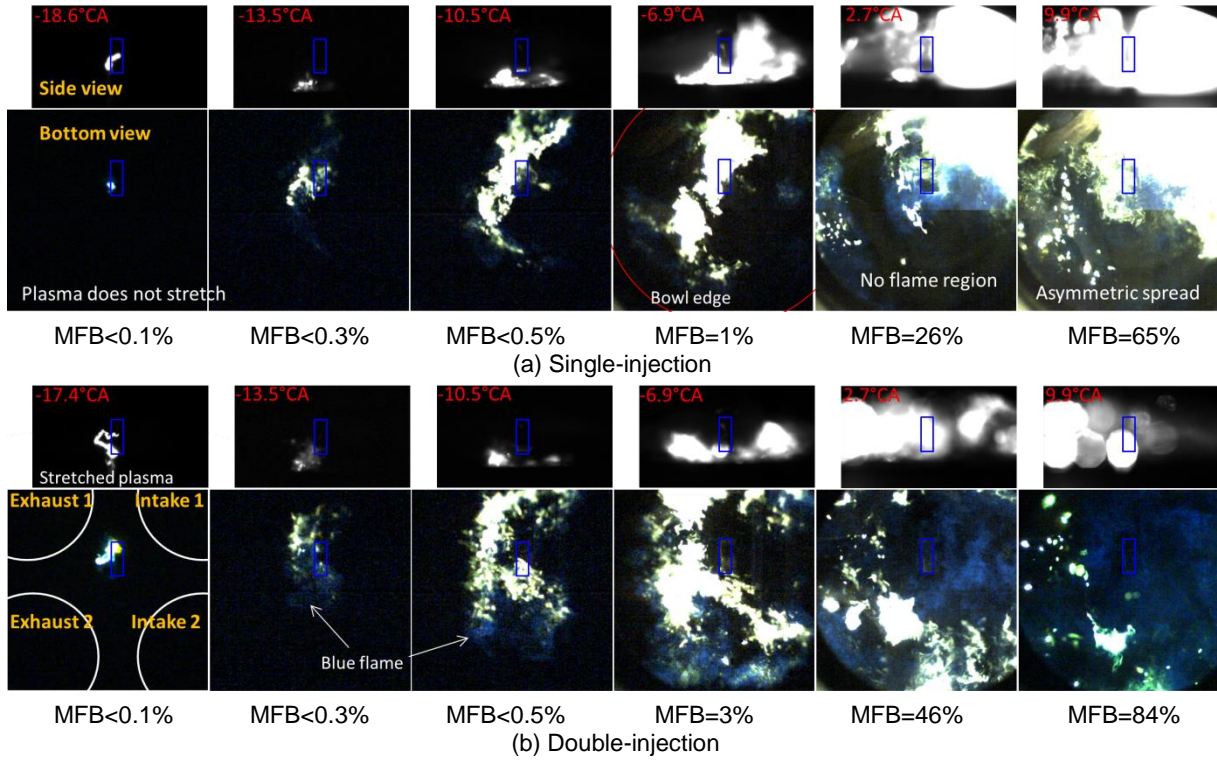 -18.6°CA -13.5°CA -10.5°CA -6.9°CA 2.7°CA 9.9°CA
Side view
Bottom view
Plasma does not stretch Bowl edge No flame region Asymmetric spread
MFB<0.1% MFB<0.3% MFB<0.5% MFB=1% MFB=26% MFB=65%
(a) Single-injection
-17.4°CA -13.5°CA -10.5°CA -6.9°CA 2.7°CA 9.9°CA
Stretched plasma
Exhaust 1 Intake 1
Exhaust 2 Intake 2
Blue flame
MFB<0.1% MFB<0.3% MFB<0.5% MFB=3% MFB=46% MFB=84%
(b) Double-injection